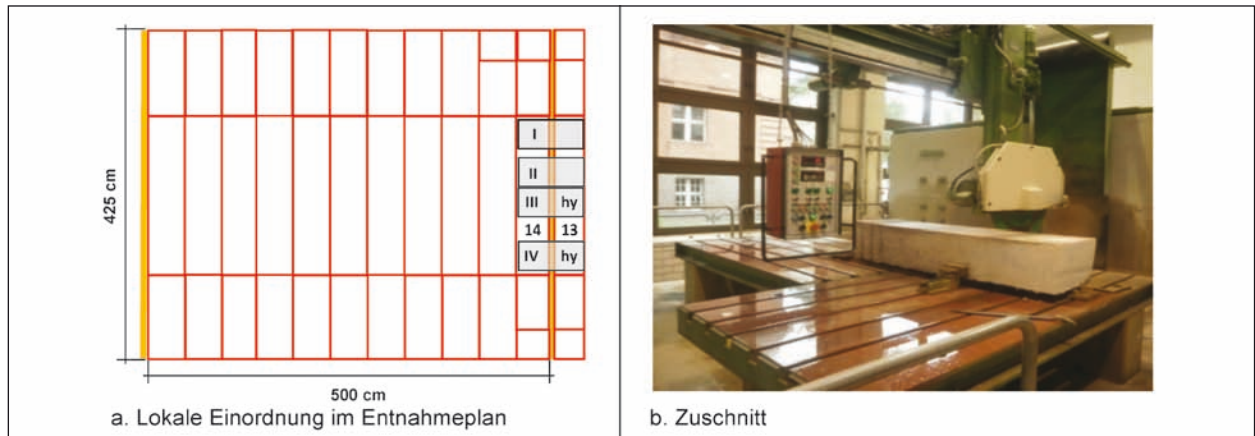 425 cm
I
II
III hy
14 13
IV hy
500 cm
a. Lokale Einordnung im Entnahmeplan
b. Zuschnitt